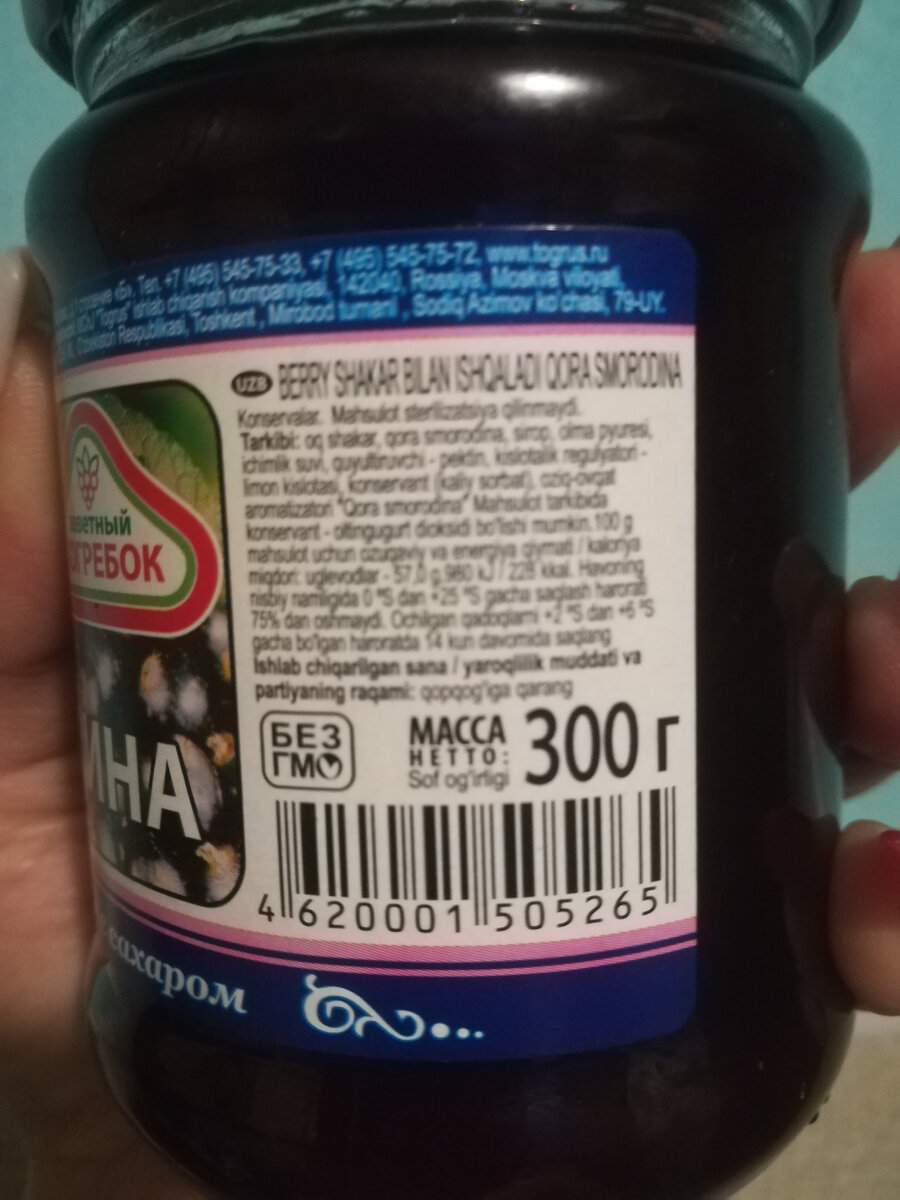 строение «Б», Тел. +7 (495) 545-75-33, +7 (495) 545-75-72, www.togrus.ru
"Togrus" ishlab chiqarish kompaniyasi, 142040, Rossiya, Moskva viloyati,
Respublikasi, Toshkent, Mirobod tumani, Sodiq Azimov ko'chasi, 79-UY.
UZB BERRY SHAKAR BILAN ISHQALADI QORA SMORODINA
Konservalar. Mahsulot sterilizatsiya qilinmaydi.
Tarkibi: oq shakar, qora smorodina, sirop, olma pyuresi,
ichimlik suvi, quyultiruvchi - pektin, kislotalik regulyatori -
limon kislotasi, konservant (kaliy sorbat), oziq-ovqat
aromatizatori "Qora smorodina" Mahsulot tarkibida
konservant - oltingugurt dioksidi bo'lishi mumkin.100 g
mahsulot uchun ozuqaviy va energiya qiymati / kaloriya
miqdori: uglevodlar - 57,0 g,980 kJ / 228 kkal. Havoning
nisbiy namligida 0 °S dan +25 °S gacha saqlash harorati
75% dan oshmaydi. Ochilgan qadoqlarni +2 °S dan +6 °S
gacha bo'lgan haroratda 14 kun davomida saqlang
Ishlab chiqarilgan sana / yaroqlilik muddati va
partiyaning raqami: qopqog'iga qarang
заветный
ПОГРЕБОК
ИНА
БЕЗ
ГМО
МАССА
НЕТТО:
Sof og'irligi
300 г
4 620001 505265
с сахаром